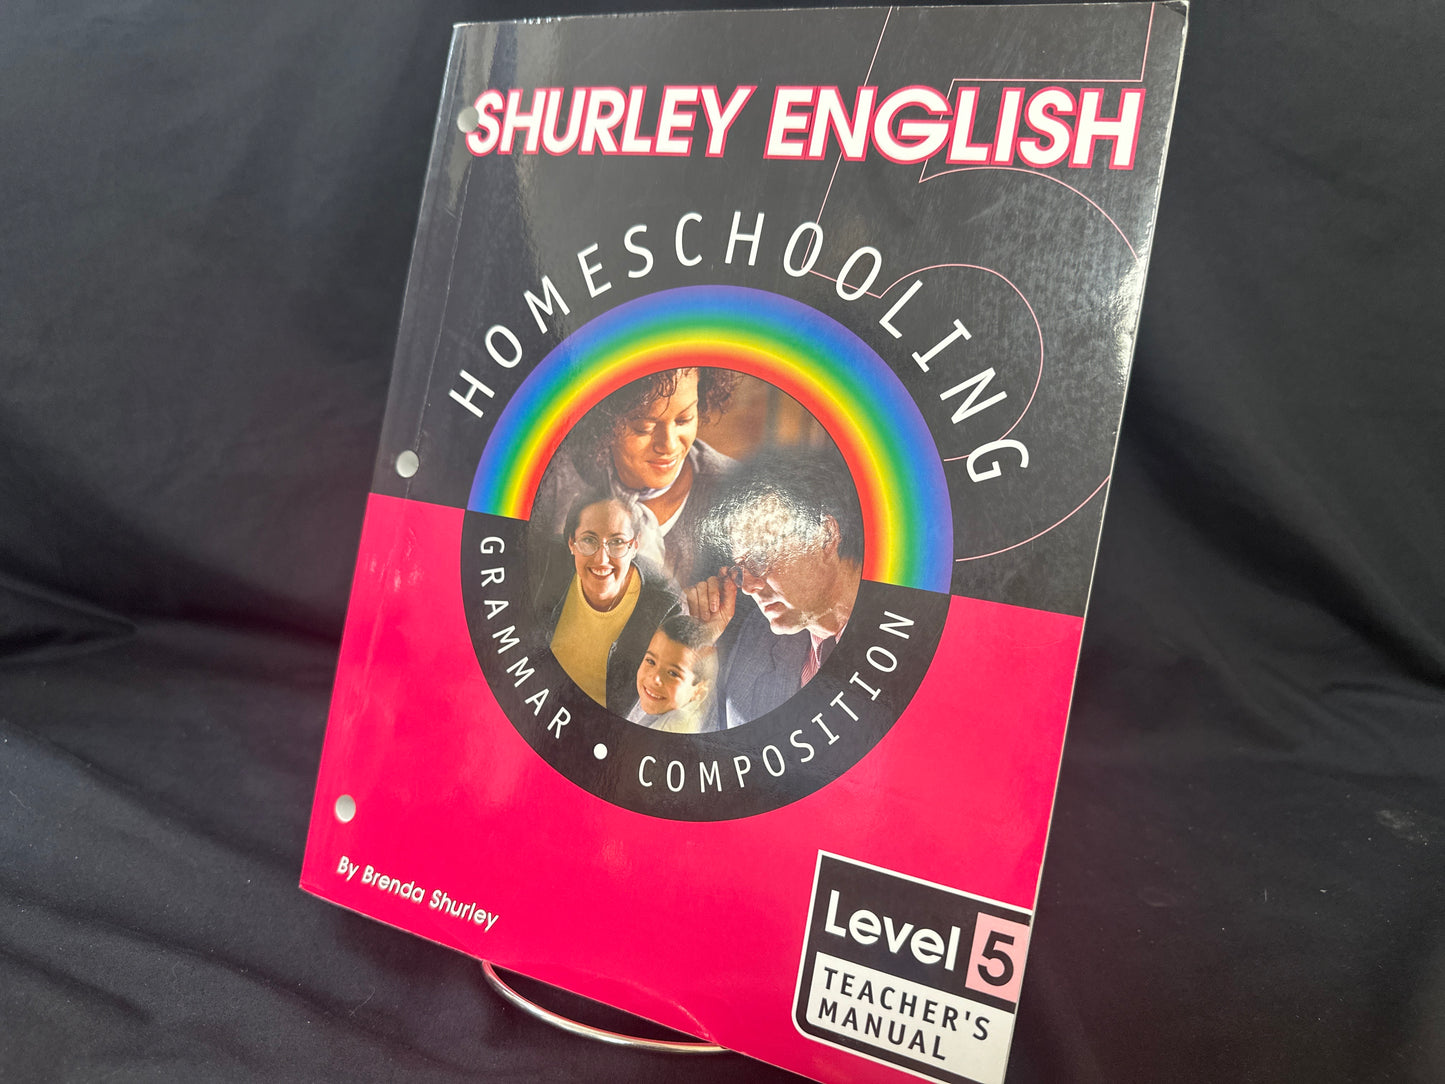 SHURLEY ENGLISH
HOMESCHOOLING
GRAMMAR • COMPOSITION
By Brenda Shurley
Level 5
TEACHER'S
MANUAL